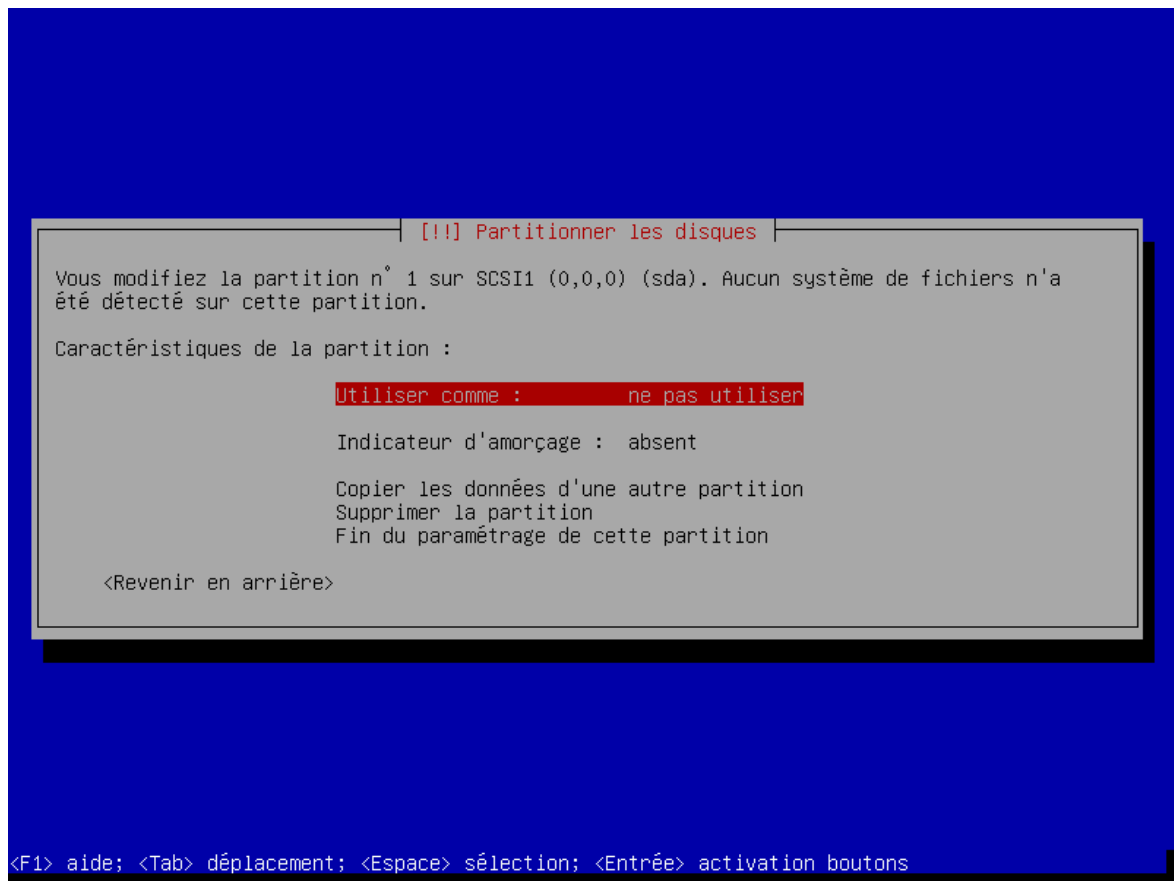 [!!] Partitionner les disques
Vous modifiez la partition n° 1 sur SCSI1 (0,0,0) (sda). Aucun système de fichiers n'a
été détecté sur cette partition.
Caractéristiques de la partition :
Utiliser comme : ne pas utiliser
Indicateur d'amorçage : absent
Copier les données d'une autre partition
Supprimer la partition
Fin du paramétrage de cette partition
<Revenir en arrière>
<F1> aide; <Tab> déplacement; <Espace> sélection; <Entrée> activation boutons